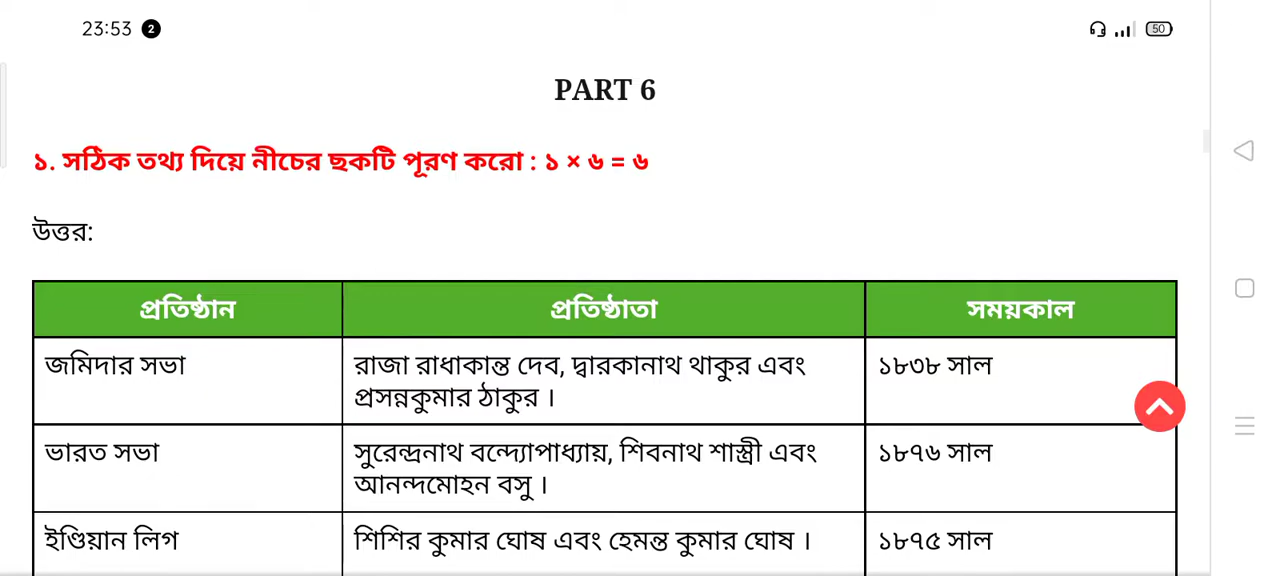 23:53 2
50
PART 6
১. সঠিক তথ্য দিয়ে নীচের ছকটি পূরণ করো : ১ × ৬ = ৬
উত্তর:
প্রতিষ্ঠান প্রতিষ্ঠাতা সময়কাল
জমিদার সভা রাজা রাধাকান্ত দেব, দ্বারকানাথ থাকুর এবং ১৮৩৮ সাল
প্রসন্নকুমার ঠাকুর ।
ভারত সভা সুরেন্দ্রনাথ বন্দ্যোপাধ্যায়, শিবনাথ শাস্ত্রী এবং ১৮৭৬ সাল
আনন্দমোহন বসু ।
ইণ্ডিয়ান লিগ শিশির কুমার ঘোষ এবং হেমন্ত কুমার ঘোষ । ১৮৭৫ সাল